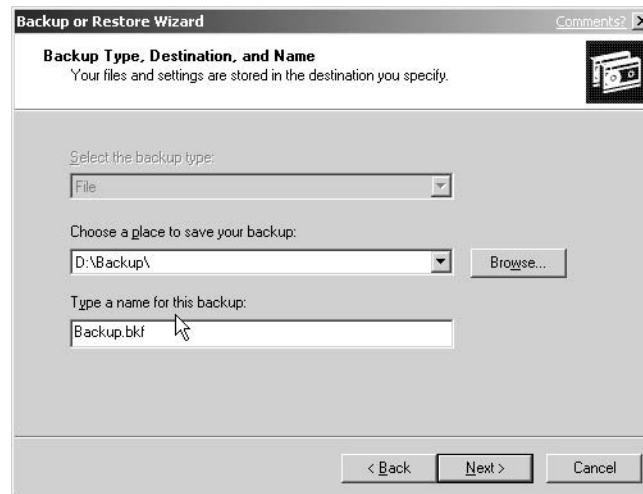 Backup or Restore Wizard Comments?
Backup Type, Destination, and Name
Your files and settings are stored in the destination you specify.
Select the backup type:
File
Choose a place to save your backup:
D:\Backup\ Browse...
Type a name for this backup:
Backup.bkf
< Back Next > Cancel